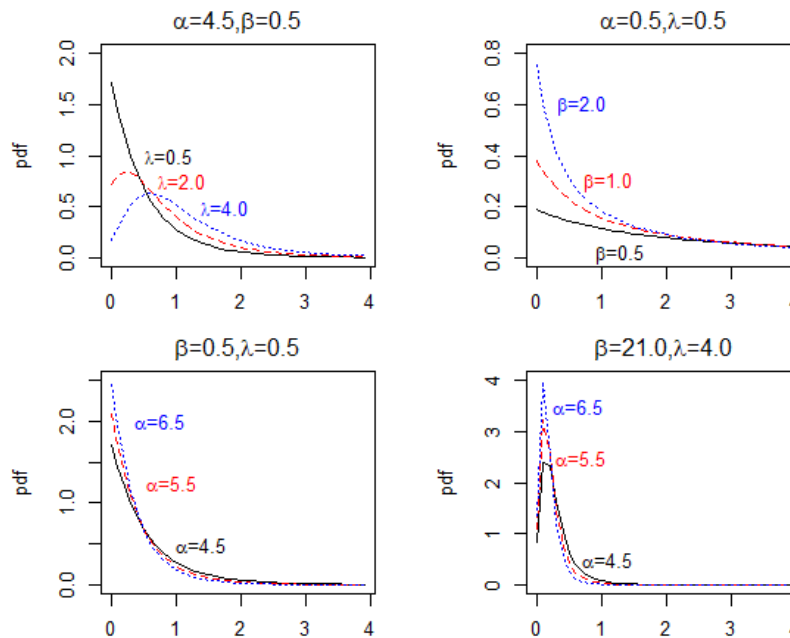 α=4.5,β=0.5
pdf
2.0
1.5
1.0
0.5
0.0
λ=0.5
λ=2.0
λ=4.0
0 1 2 3 4
α=0.5,λ=0.5
pdf
0.8
0.6
0.4
0.2
0.0
β=2.0
β=1.0
β=0.5
0 1 2 3 4
β=0.5,λ=0.5
pdf
2.0
1.0
0.0
α=6.5
α=5.5
α=4.5
0 1 2 3 4
β=21.0,λ=4.0
pdf
4
3
2
1
0
α=6.5
α=5.5
α=4.5
0 1 2 3 4